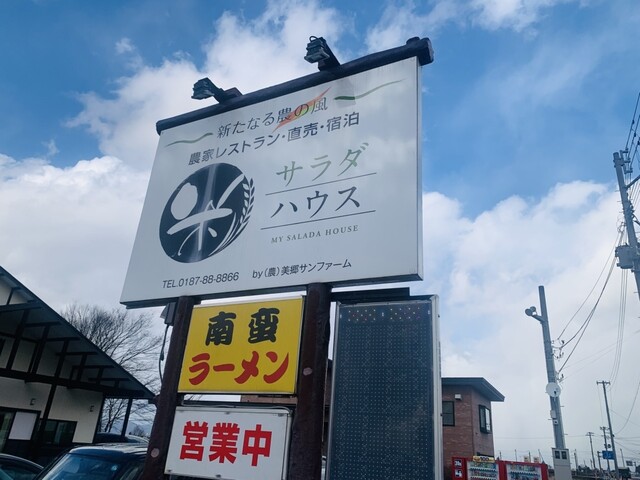 新たなる農の風
農家レストラン・直売・宿泊
米
サラダ
ハウス
MY SALADA HOUSE
TEL.0187-88-8866 by(農)美郷サンファーム
南蛮
ラーメン
営業中